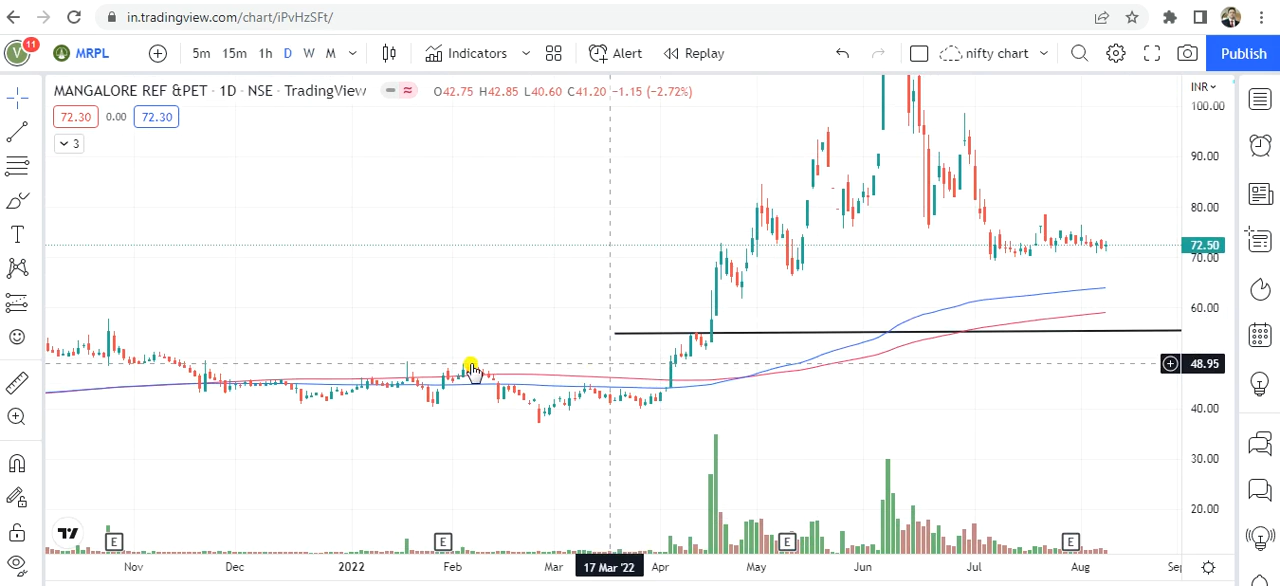 in.tradingview.com/chart/iPvHzSFt/
V 11 MRPL 5m 15m 1h D W M Indicators Alert Replay nifty chart Publish
MANGALORE REF &PET · 1D · NSE · TradingView O42.75 H42.85 L40.60 C41.20 -1.15 (-2.72%) INR
72.30 0.00 72.30
3
100.00
90.00
80.00
72.50
70.00
60.00
48.95
40.00
30.00
20.00
E E E E
Nov Dec 2022 Feb Mar 17 Mar '22 Apr May Jun Jul Aug